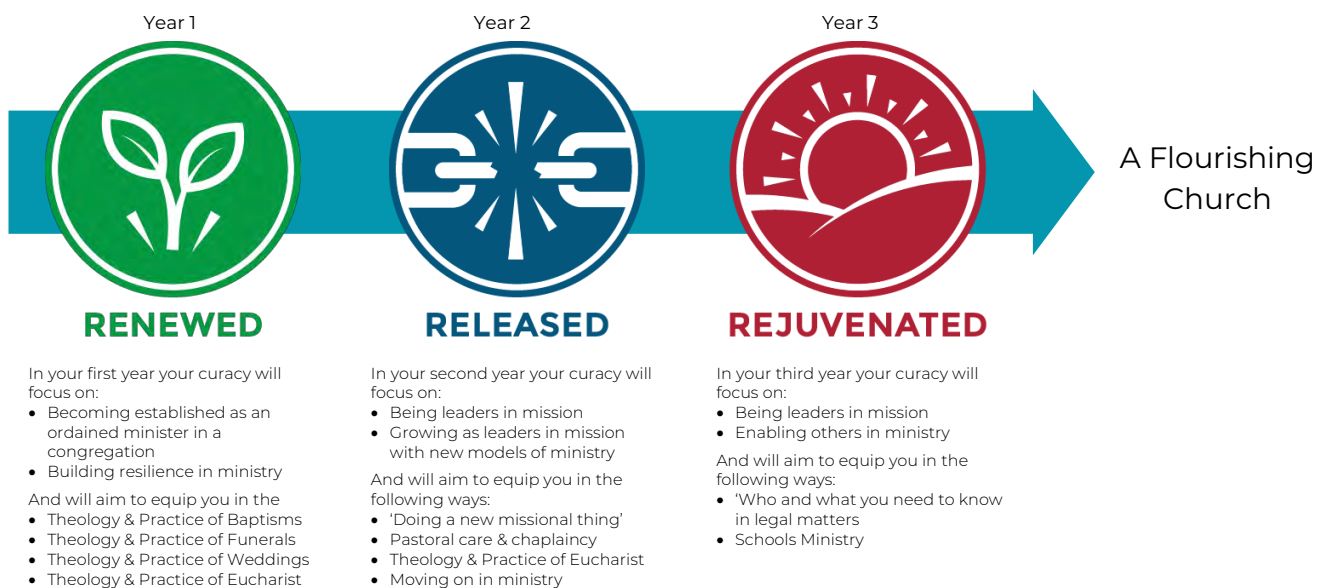 Year 1
Year 2
Year 3
A Flourishing
Church
RENEWED
In your first year your curacy will
focus on:
• Becoming established as an
ordained minister in a
congregation
• Building resilience in ministry
And will aim to equip you in the
• Theology & Practice of Baptisms
• Theology & Practice of Funerals
• Theology & Practice of Weddings
• Theology & Practice of Eucharist
RELEASED
In your second year your curacy will
focus on:
• Being leaders in mission
• Growing as leaders in mission
with new models of ministry
And will aim to equip you in the
following ways:
• ‘Doing a new missional thing’
• Pastoral care & chaplaincy
• Theology & Practice of Eucharist
• Moving on in ministry
REJUVENATED
In your third year your curacy will
focus on:
• Being leaders in mission
• Enabling others in ministry
And will aim to equip you in the
following ways:
• ‘Who and what you need to know
in legal matters
• Schools Ministry